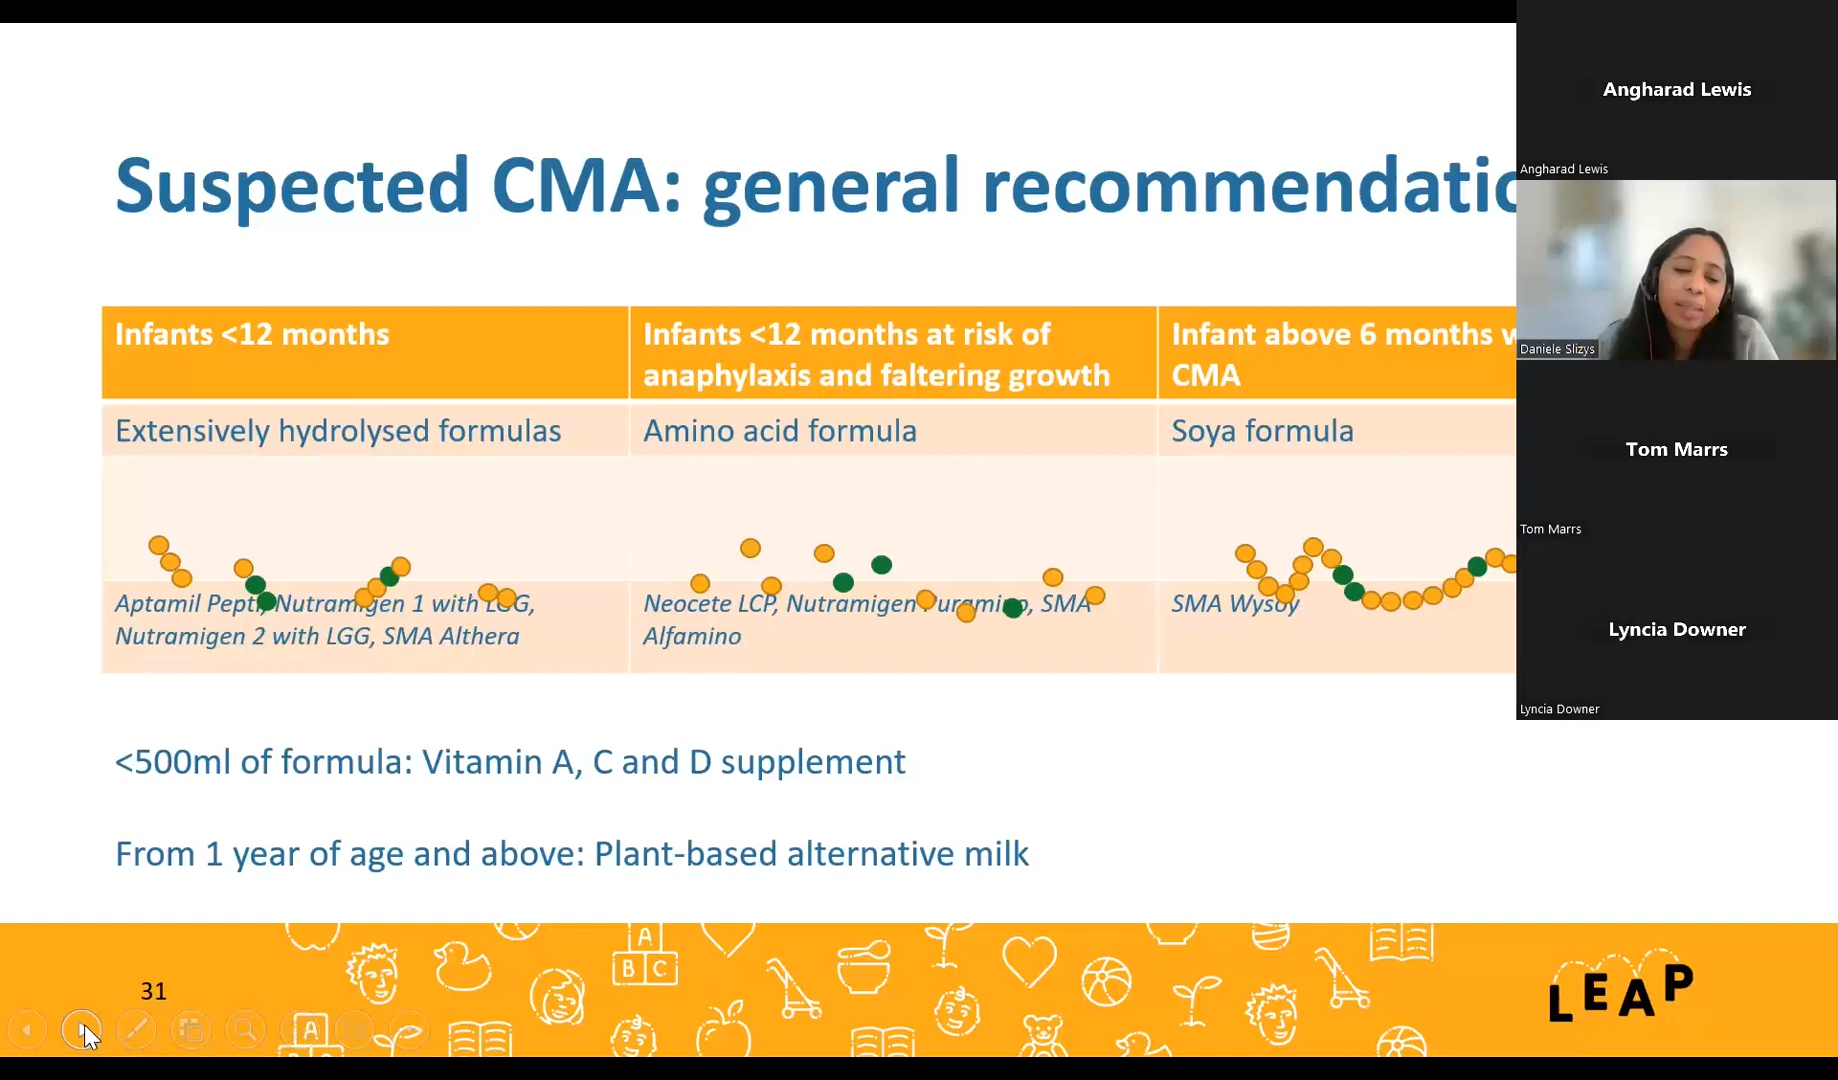 Suspected CMA: general recommendatio
Infants <12 months
Infants <12 months at risk of
anaphylaxis and faltering growth
Infant above 6 months w
CMA
Extensively hydrolysed formulas
Amino acid formula
Soya formula
Aptamil Pepti, Nutramigen 1 with LGG,
Nutramigen 2 with LGG, SMA Althera
Neocete LCP, Nutramigen Puramino, SMA
Alfamino
SMA Wysoy
<500ml of formula: Vitamin A, C and D supplement
From 1 year of age and above: Plant-based alternative milk
31
A
B C
A
LEAP
Angharad Lewis
Angharad Lewis
Daniele Slizys
Tom Marrs
Tom Marrs
Lyncia Downer
Lyncia Downer